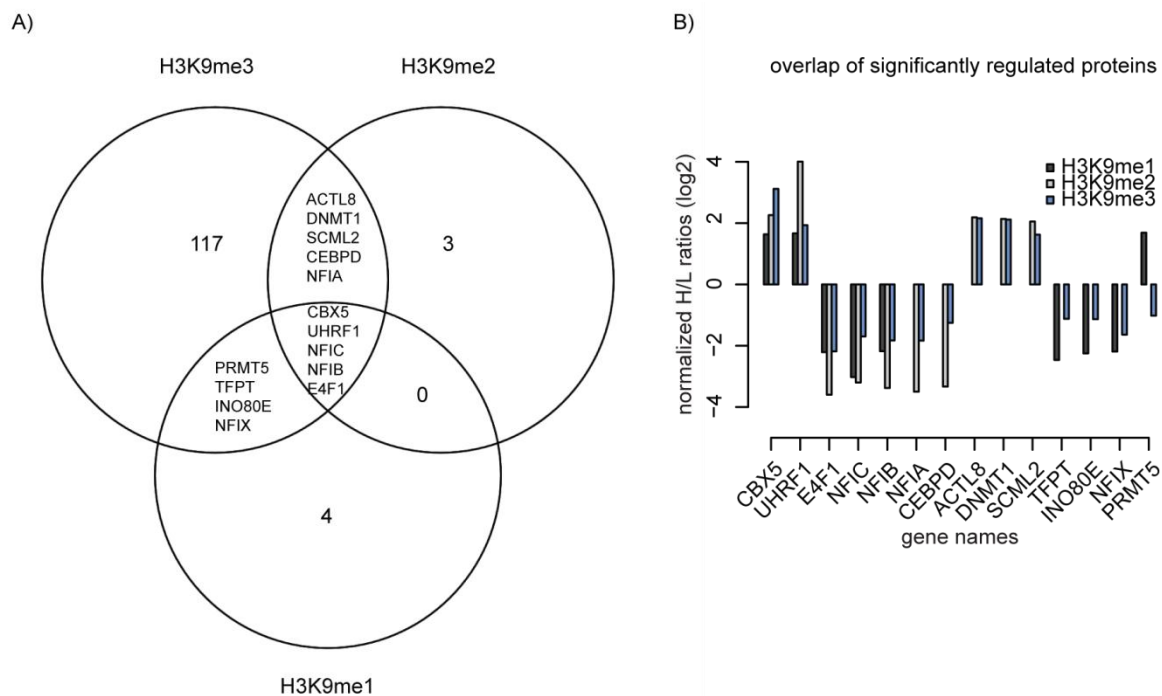 A)
H3K9me3
H3K9me2
117
ACTL8
DNMT1
SCML2
CEBPD
NFIA
3
CBX5
UHRF1
NFIC
NFIB
E4F1
PRMT5
TFPT
INO80E
NFIX
0
4
H3K9me1
B)
overlap of significantly regulated proteins
normalized H/L ratios (log2)
4
2
0
−2
−4
H3K9me1
H3K9me2
H3K9me3
CBX5
UHRF1
E4F1
NFIC
NFIB
NFIA
CEBPD
ACTL8
DNMT1
SCML2
TFPT
INO80E
NFIX
PRMT5
gene names